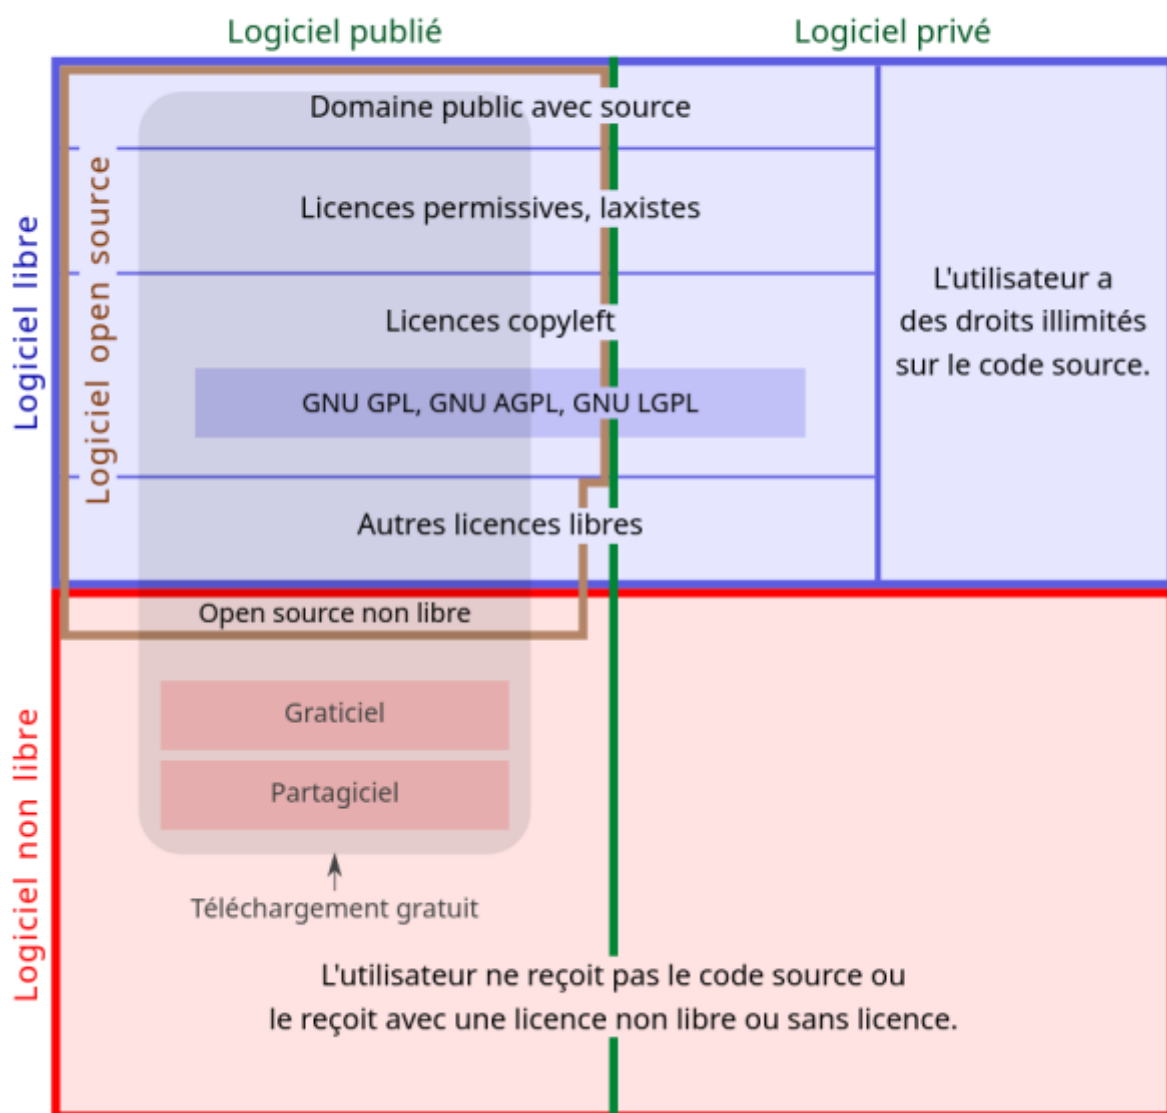 Logiciel publié
Logiciel privé
Logiciel libre
Logiciel open source
Domaine public avec source
Licences permissives, laxistes
Licences copyleft
GNU GPL, GNU AGPL, GNU LGPL
Autres licences libres
L'utilisateur a
des droits illimités
sur le code source.
Logiciel non libre
Open source non libre
Graticiel
Partagiciel
Téléchargement gratuit
L'utilisateur ne reçoit pas le code source ou
le reçoit avec une licence non libre ou sans licence.